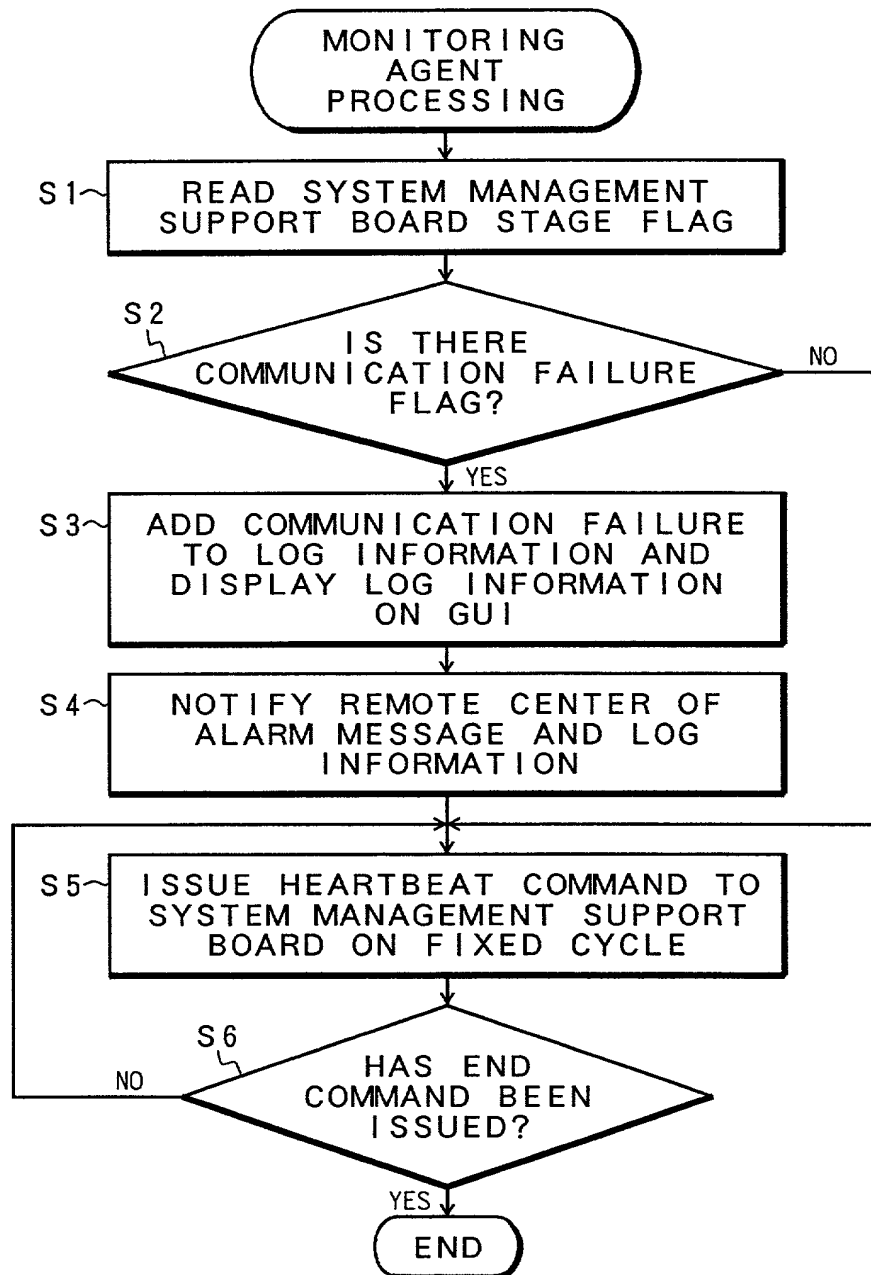 MONITORING
AGENT
PROCESSING
S1
READ SYSTEM MANAGEMENT
SUPPORT BOARD STAGE FLAG
S2
IS THERE
COMMUNICATION FAILURE
FLAG?
NO
YES
S3
ADD COMMUNICATION FAILURE
TO LOG INFORMATION AND
DISPLAY LOG INFORMATION
ON GUI
S4
NOTIFY REMOTE CENTER OF
ALARM MESSAGE AND LOG
INFORMATION
S5
ISSUE HEARTBEAT COMMAND TO
SYSTEM MANAGEMENT SUPPORT
BOARD ON FIXED CYCLE
S6
HAS END
COMMAND BEEN
ISSUED?
NO
YES
END